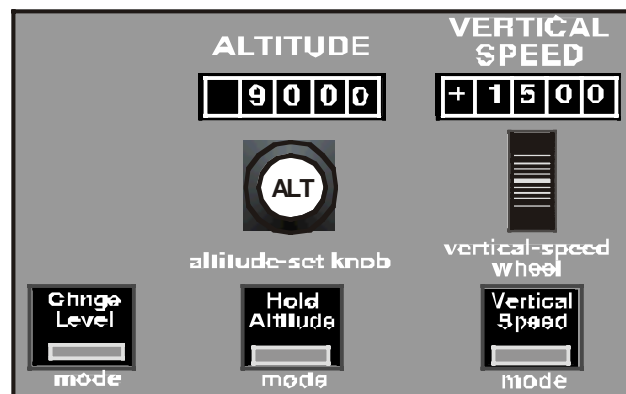 ALTITUDE
VERTICAL
SPEED
9000
+1500
ALT
altitude-set knob
vertical-speed
wheel
Chnge
Level
Hold
Altitude
Vertical
Speed
mode
mode
mode